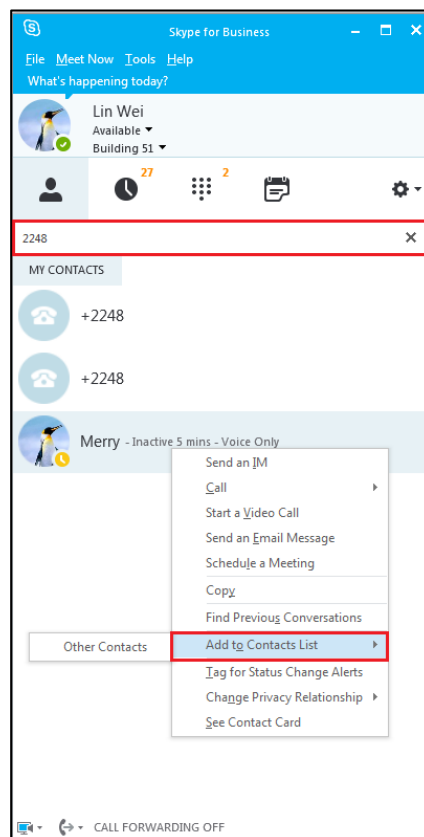 Skype for Business
File Meet Now Tools Help
What's happening today?
Lin Wei
Available
Building 51
27
2
2248
MY CONTACTS
+2248
+2248
Merry - Inactive 5 mins - Voice Only
Send an IM
Call
Start a Video Call
Send an Email Message
Schedule a Meeting
Copy
Find Previous Conversations
Other Contacts Add to Contacts List
Tag for Status Change Alerts
Change Privacy Relationship
See Contact Card
CALL FORWARDING OFF